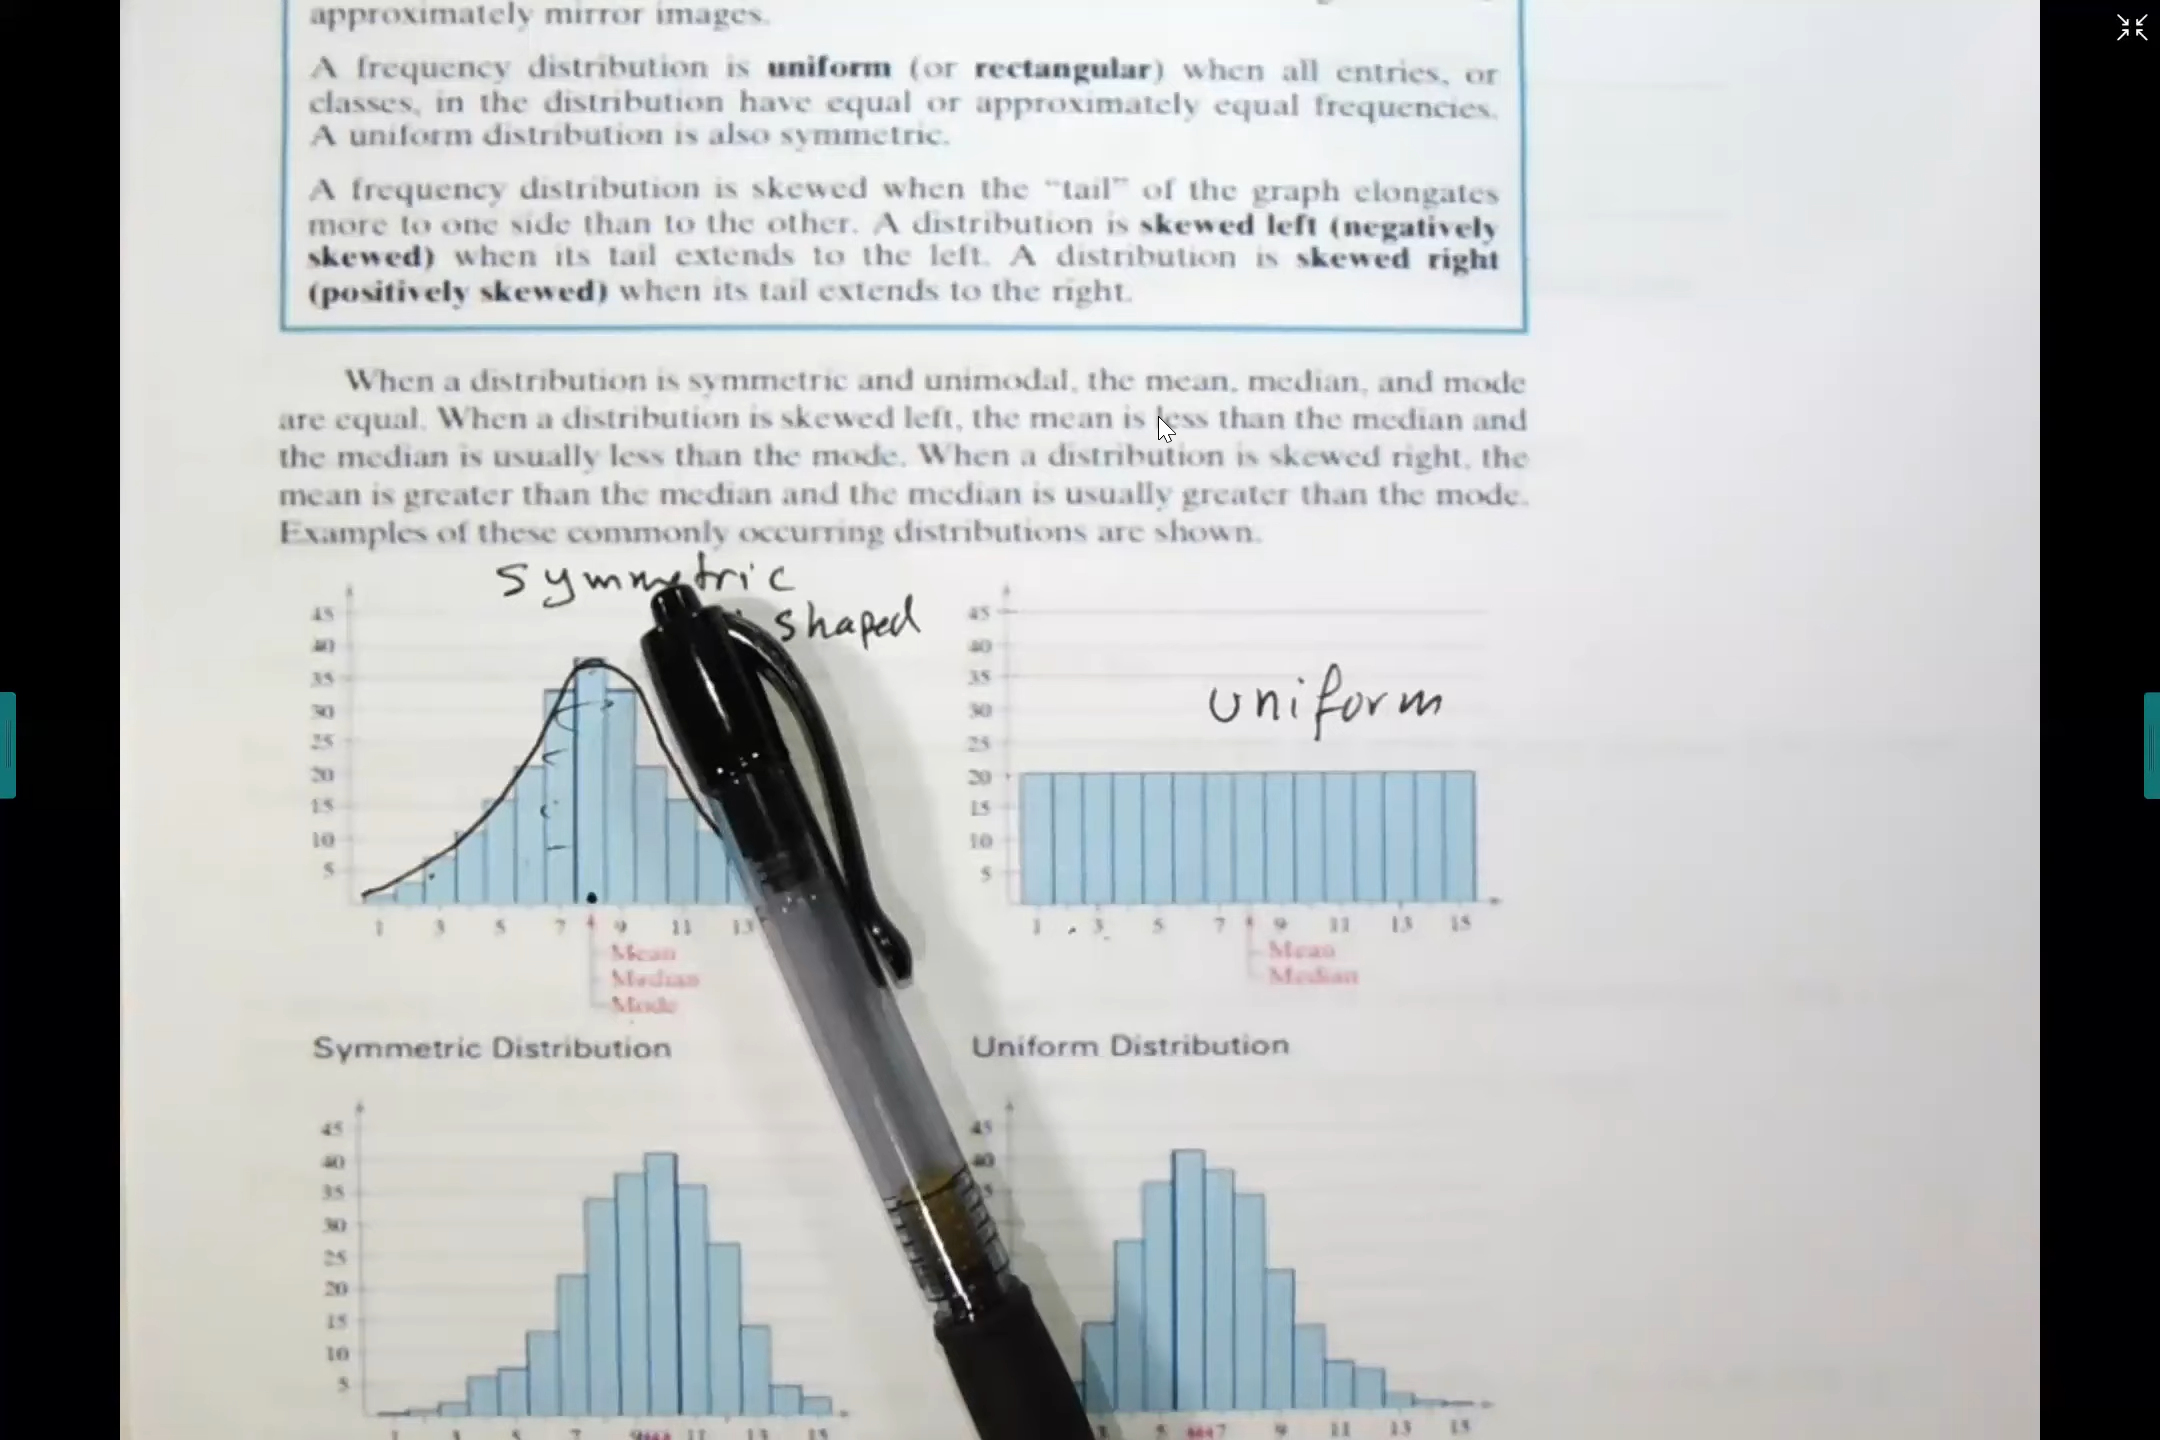 approximately mirror images.
A frequency distribution is uniform (or rectangular) when all entries, or
classes, in the distribution have equal or approximately equal frequencies.
A uniform distribution is also symmetric.
A frequency distribution is skewed when the "tail" of the graph elongates
more to one side than to the other. A distribution is skewed left (negatively
skewed) when its tail extends to the left. A distribution is skewed right
(positively skewed) when its tail extends to the right.
When a distribution is symmetric and unimodal, the mean, median, and mode
are equal. When a distribution is skewed left, the mean is less than the median and
the median is usually less than the mode. When a distribution is skewed right, the
mean is greater than the median and the median is usually greater than the mode.
Examples of these commonly occurring distributions are shown.
symmetric
shaped
45
40
35
30
25
20
15
10
5
1 3 5 7 9 11 13
Mean
Median
Mode
Symmetric Distribution
uniform
45
40
35
30
25
20
15
10
5
1 3 5 7 9 11 13 15
Mean
Median
Uniform Distribution
45
40
35
30
25
20
15
10
5
45
40
9 11 13 15